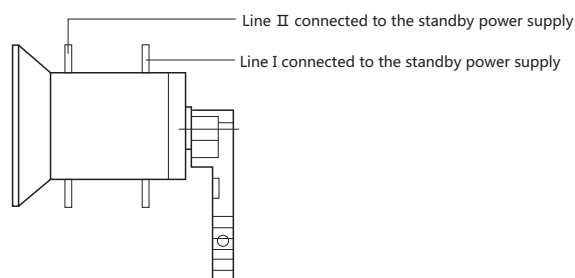 Line Ⅱ connected to the standby power supply
Line I connected to the standby power supply